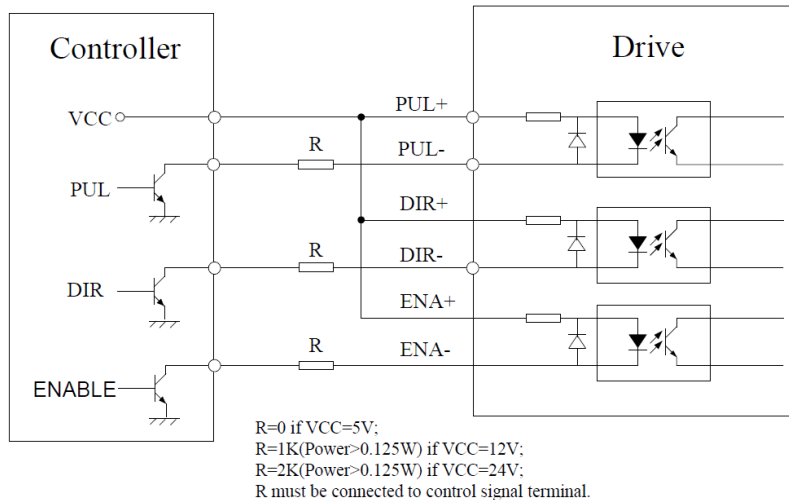 Controller
Drive
VCC
PUL+
R
PUL-
PUL
DIR+
R
DIR-
DIR
ENA+
R
ENA-
ENABLE
R=0 if VCC=5V;
R=1K(Power>0.125W) if VCC=12V;
R=2K(Power>0.125W) if VCC=24V;
R must be connected to control signal terminal.